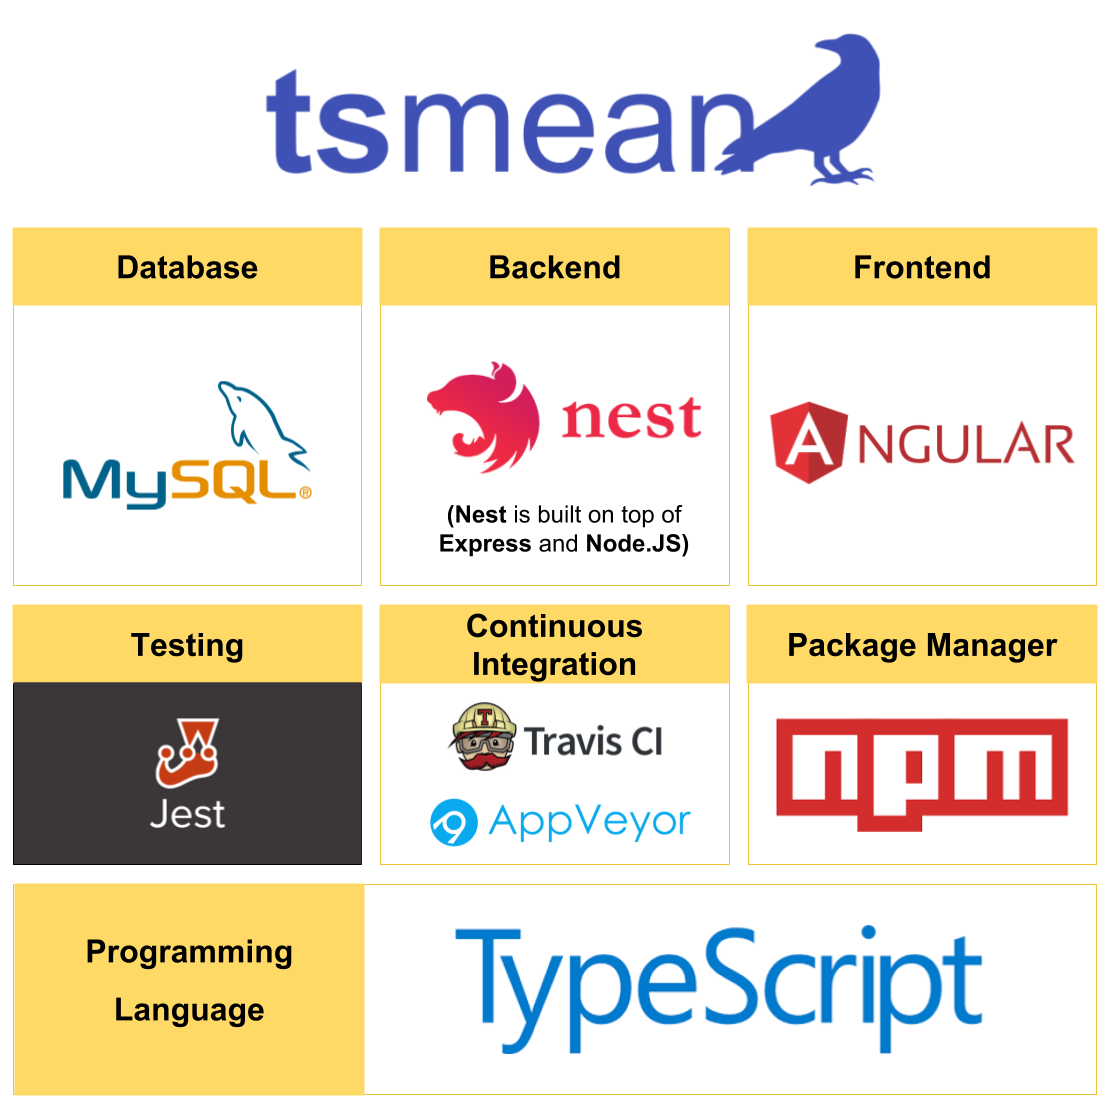 tsmean
Database
Backend
Frontend
MySQL®
nest
(Nest is built on top of
Express and Node.JS)
ANGULAR
Testing
Continuous
Integration
Package Manager
Jest
T
Travis CI
AppVeyor
npm
Programming
Language
TypeScript